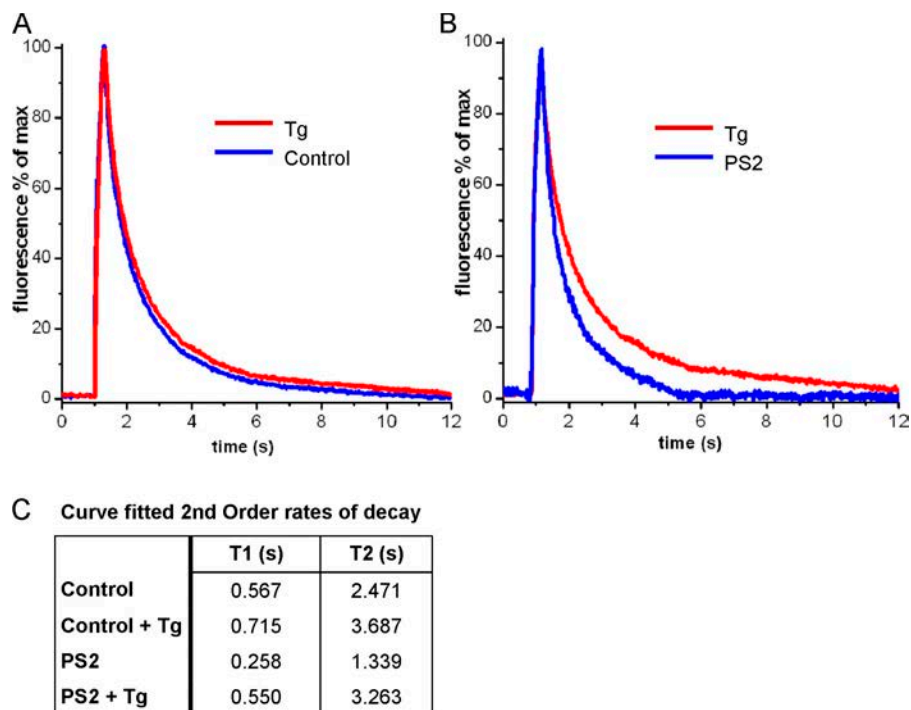 A
fluorescence % of max
100
80
60
40
20
0
Tg
Control
0 2 4 6 8 10 12
time (s)
B
fluorescence % of max
100
80
60
40
20
0
Tg
PS2
0 2 4 6 8 10 12
time (s)
C Curve fitted 2nd Order rates of decay
T1 (s) T2 (s)
Control 0.567 2.471
Control + Tg 0.715 3.687
PS2 0.258 1.339
PS2 + Tg 0.550 3.263